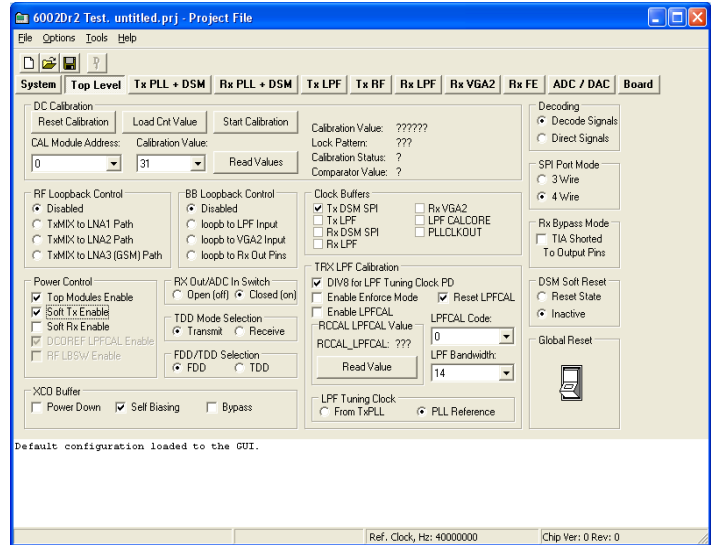 6002Dr2 Test. untitled.prj - Project File
File Options Tools Help
System Top Level Tx PLL + DSM Rx PLL + DSM Tx LPF Tx RF Rx LPF Rx VGA2 Rx FE ADC / DAC Board
DC Calibration
Reset Calibration Load Cnt Value Start Calibration
CAL Module Address: Calibration Value:
0 31 Read Values
Calibration Value: ??????
Lock Pattern: ???
Calibration Status: ?
Comparator Value: ?
Decoding
Decode Signals
Direct Signals
SPI Port Mode
3 Wire
4 Wire
RF Loopback Control
Disabled
TxMIX to LNA1 Path
TxMIX to LNA2 Path
TxMIX to LNA3 (GSM) Path
BB Loopback Control
Disabled
loopb to LPF Input
loopb to VGA2 Input
loopb to Rx Out Pins
Clock Buffers
Tx DSM SPI Rx VGA2
Tx LPF LPF CALCORE
Rx DSM SPI PLLCLKOUT
Rx LPF
Rx Bypass Mode
TIA Shorted
To Output Pins
Power Control
Top Modules Enable
Soft Tx Enable
Soft Rx Enable
DCOREF LPFCAL Enable
RF LBSW Enable
RX Out/ADC In Switch
Open (off) Closed (on)
TDD Mode Selection
Transmit Receive
FDD/TDD Selection
FDD TDD
TRX LPF Calibration
DIV8 for LPF Tuning Clock PD
Enable Enforce Mode Reset LPFCAL
Enable LPFCAL
RCCAL LPFCAL Value
RCCAL_LPFCAL: ???
Read Value
LPFCAL Code:
0
LPF Bandwidth:
14
DSM Soft Reset
Reset State
Inactive
Global Reset
XCO Buffer
Power Down Self Biasing Bypass
LPF Tuning Clock
From TxPLL PLL Reference
Default configuration loaded to the GUI.
Ref. Clock, Hz: 40000000 Chip Ver: 0 Rev: 0